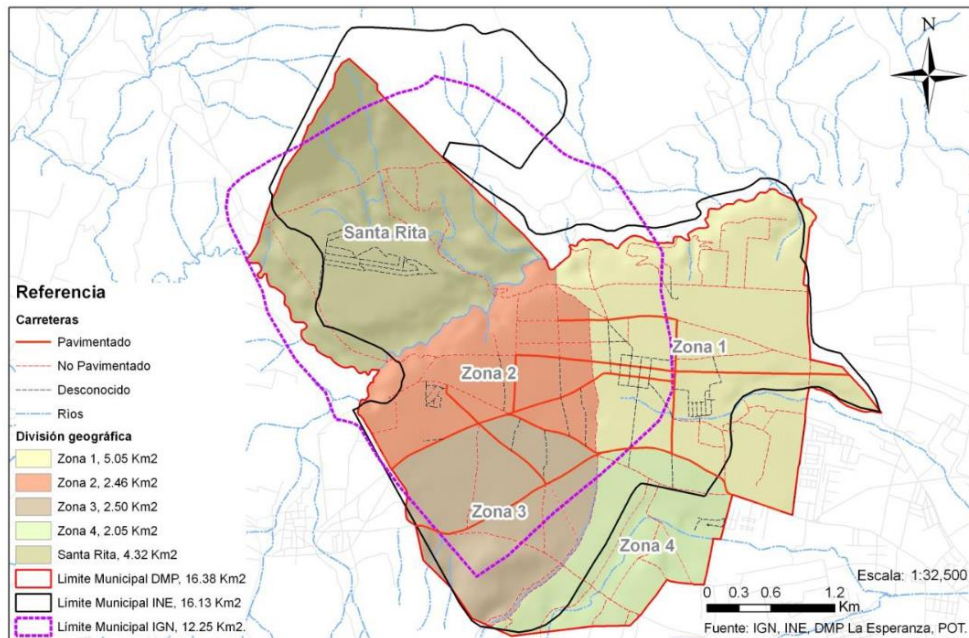 N
Santa Rita
Zona 1
Zona 2
Zona 3
Zona 4
Referencia
Carreteras
Pavimentado
No Pavimentado
Desconocido
Rios
División geográfica
Zona 1, 5.05 Km2
Zona 2, 2.46 Km2
Zona 3, 2.50 Km2
Zona 4, 2.05 Km2
Santa Rita, 4.32 Km2
Limite Municipal DMP, 16.38 Km2
Limite Municipal INE, 16.13 Km2
Limite Municipal IGN, 12.25 Km2.
Escala: 1:32,500
0 0.3 0.6 1.2
Km
Fuente: IGN, INE, DMP La Esperanza, POT.